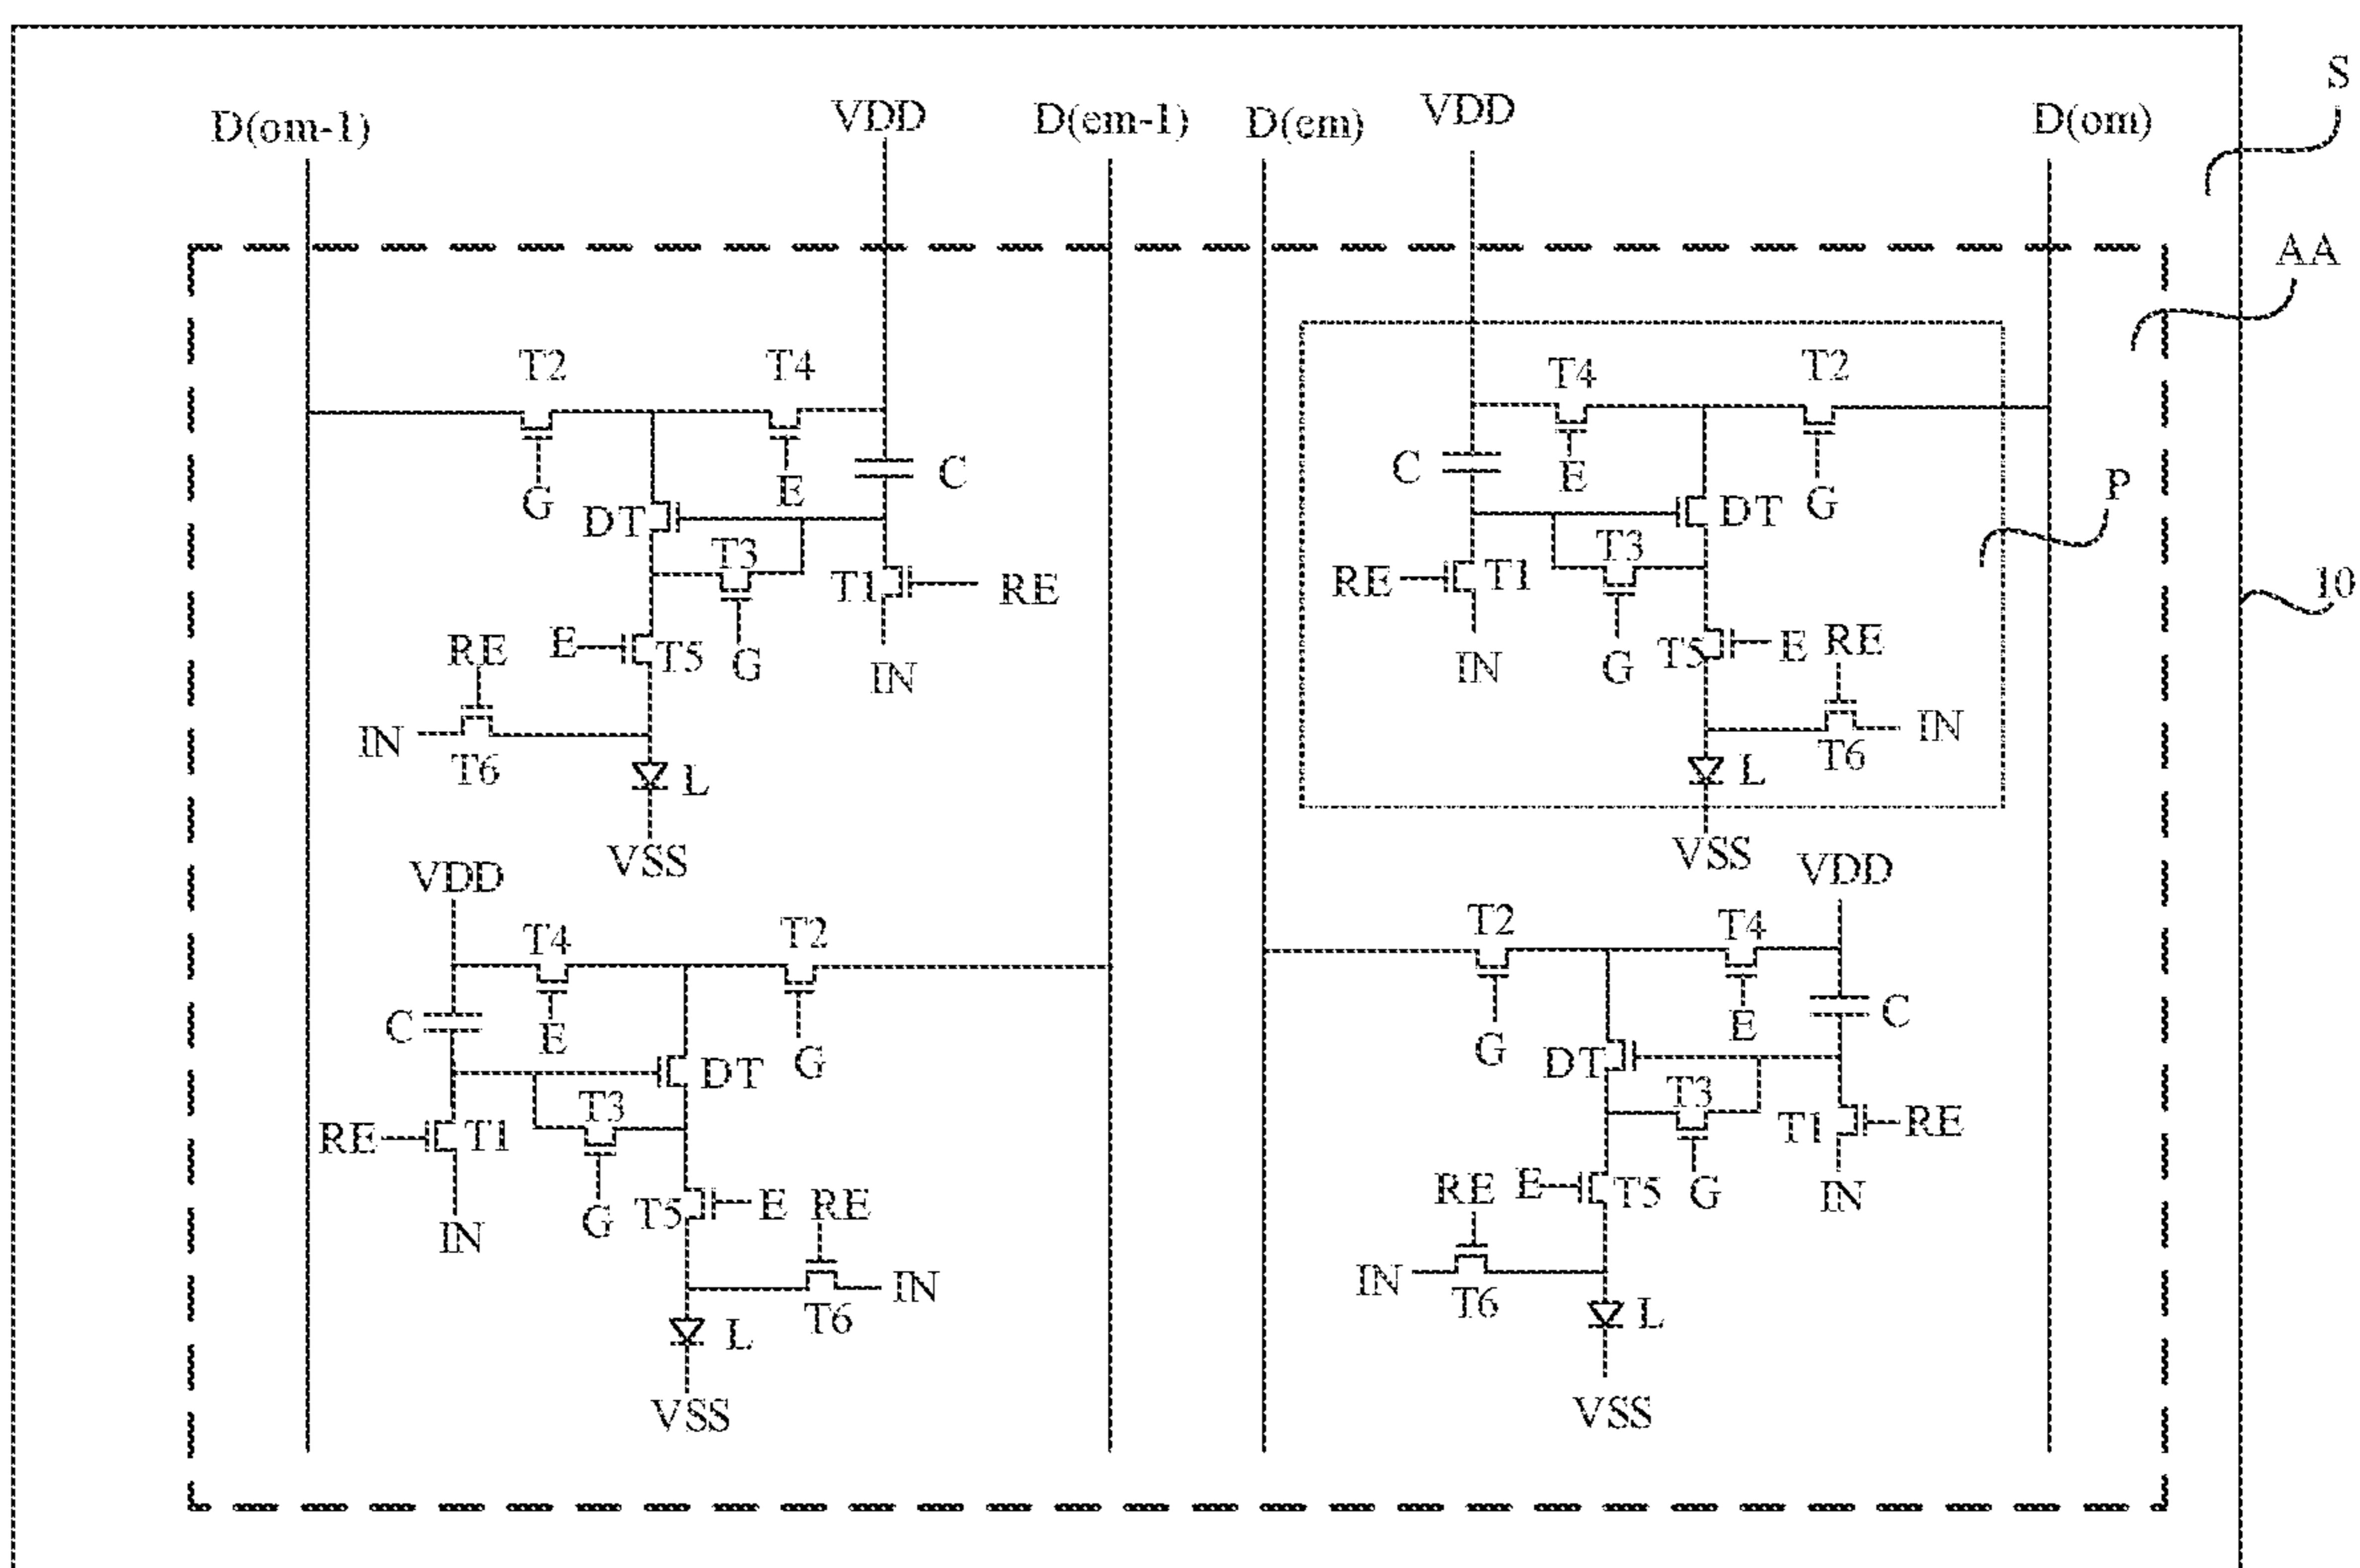 S
D(om-1)
VDD
D(em-1)
D(em)
VDD
D(om)
AA
T2
T4
T4
T2
G
DT
E
C
C
E
DT
G
P
T3
T1
RE
RE
T1
T3
10
RE
E
T5
G
IN
IN
G
T5
E
RE
IN
T6
L
IN
T6
L
VSS
VSS
VDD
VDD
T4
T2
T2
T4
C
E
DT
G
G
DT
E
C
RE
T1
T3
T3
T1
RE
IN
G
T5
E
RE
RE
E
T5
G
IN
IN
T6
IN
T6
L
L
VSS
VSS